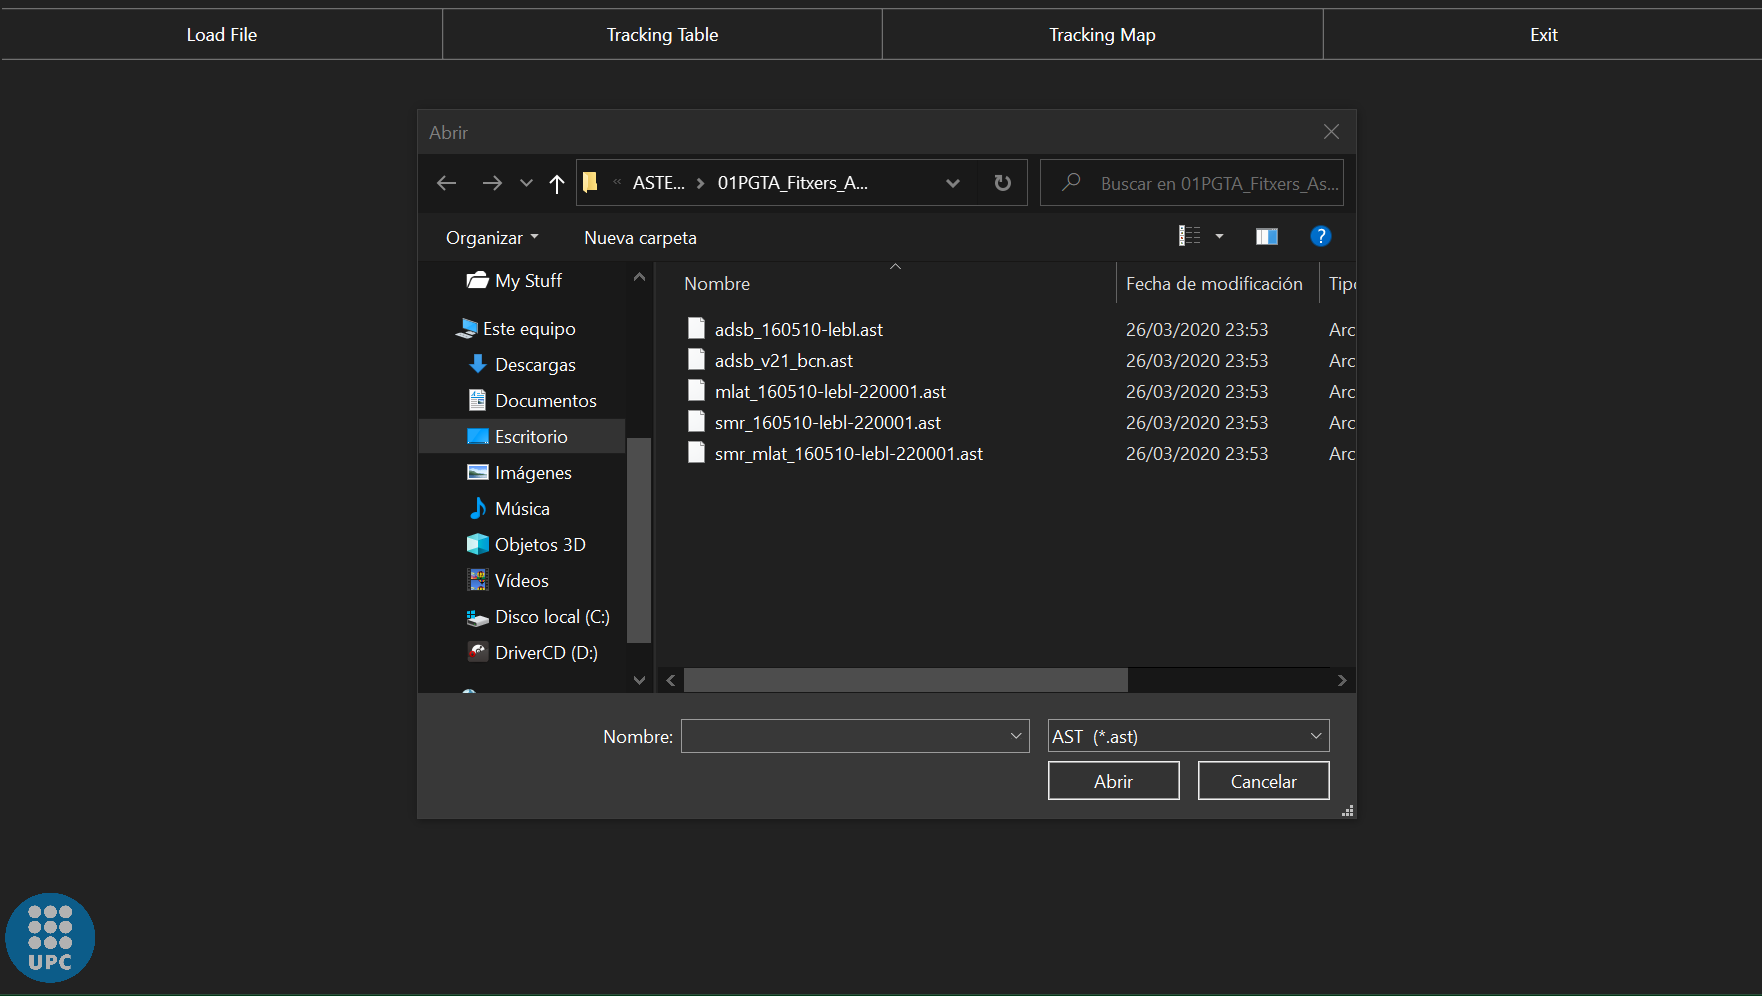 Load File
Tracking Table
Tracking Map
Exit
Abrir
ASTE...
01PGTA_Fitxers_A...
Buscar en 01PGTA_Fitxers_As...
Organizar
Nueva carpeta
?
My Stuff
Este equipo
Descargas
Documentos
Escritorio
Imágenes
Música
Objetos 3D
Vídeos
Disco local (C:)
DriverCD (D:)
Nombre
Fecha de modificación
Tipo
adsb_160510-lebl.ast 26/03/2020 23:53 Arc
adsb_v21_bcn.ast 26/03/2020 23:53 Arc
mlat_160510-lebl-220001.ast 26/03/2020 23:53 Arc
smr_160510-lebl-220001.ast 26/03/2020 23:53 Arc
smr_mlat_160510-lebl-220001.ast 26/03/2020 23:53 Arc
Nombre:
AST (*.ast)
Abrir
Cancelar
UPC